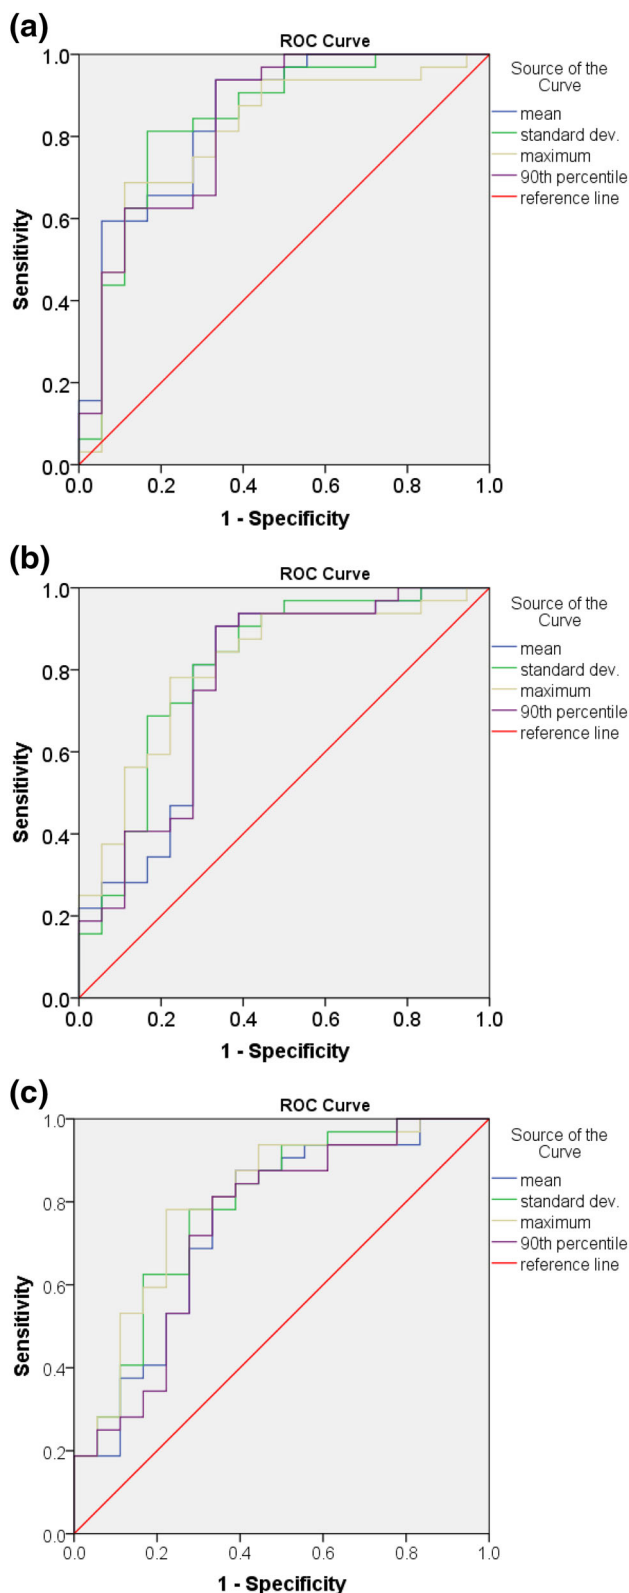 (a)
ROC Curve
1.0
0.8
0.6
0.4
0.2
0.0
Sensitivity
0.0 0.2 0.4 0.6 0.8 1.0
1 - Specificity
Source of the
Curve
mean
standard dev.
maximum
90th percentile
reference line
(b)
ROC Curve
1.0
0.8
0.6
0.4
0.2
0.0
Sensitivity
0.0 0.2 0.4 0.6 0.8 1.0
1 - Specificity
Source of the
Curve
mean
standard dev.
maximum
90th percentile
reference line
(c)
ROC Curve
1.0
0.8
0.6
0.4
0.2
0.0
Sensitivity
0.0 0.2 0.4 0.6 0.8 1.0
1 - Specificity
Source of the
Curve
mean
standard dev.
maximum
90th percentile
reference line